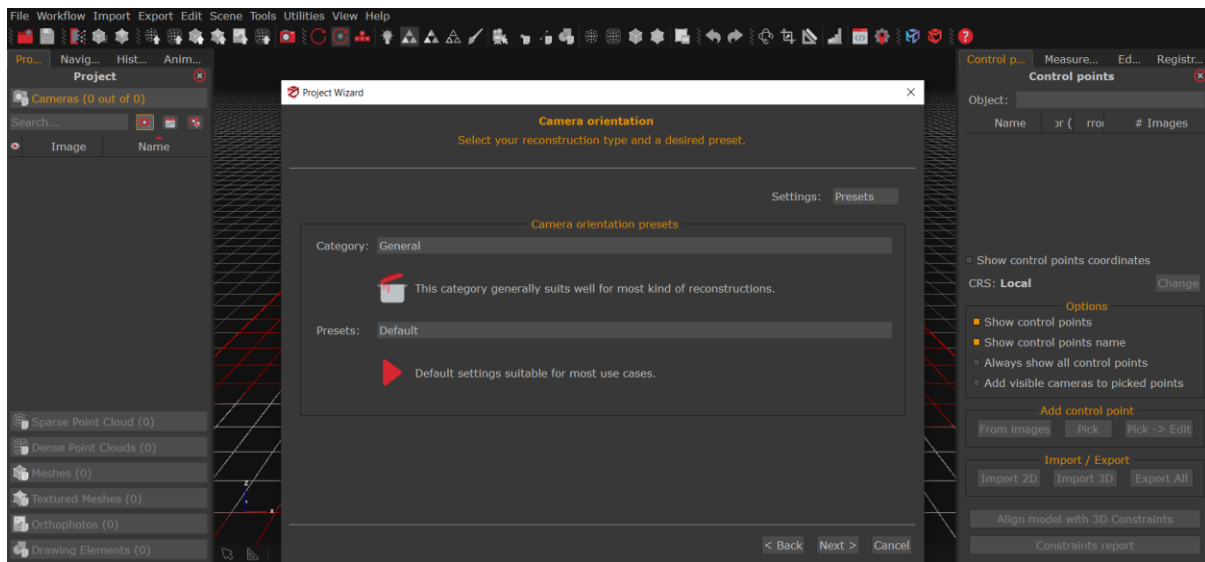 File Workflow Import Export Edit Scene Tools Utilities View Help
Pro... Navig... Hist... Anim...
Project
Cameras (0 out of 0)
Search...
Image Name
Sparse Point Cloud (0)
Dense Point Clouds (0)
Meshes (0)
Textured Meshes (0)
Orthophotos (0)
Drawing Elements (0)
Project Wizard
Camera orientation
Select your reconstruction type and a desired preset.
Settings: Presets
Camera orientation presets
Category: General
This category generally suits well for most kind of reconstructions.
Presets: Default
Default settings suitable for most use cases.
< Back Next > Cancel
Control p... Measure... Ed... Registr...
Control points
Object:
Name or ( rroi # Images
Show control points coordinates
CRS: Local Change
Options
Show control points
Show control points name
Always show all control points
Add visible cameras to picked points
Add control point
From images Pick Pick -> Edit
Import / Export
Import 2D Import 3D Export All
Align model with 3D Constraints
Constraints report